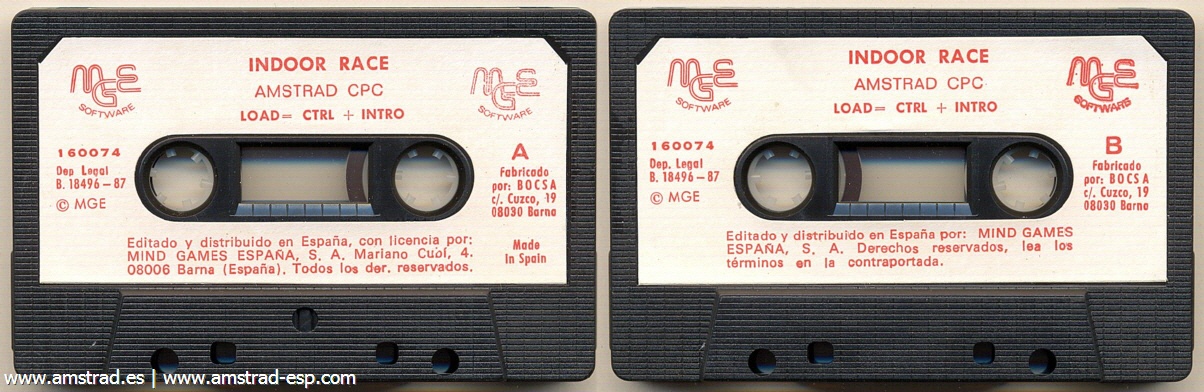 MGE
SOFTWARE
INDOOR RACE
AMSTRAD CPC
LOAD= CTRL + INTRO
MGE
SOFTWARE
160074
Dep. Legal
B. 18496-87
© MGE
A
Fabricado
por: BOCSA
c/. Cuzco, 19
08030 Barna
Editado y distribuido en España, con licencia por:
MIND GAMES ESPAÑA, S. A. Mariano Cubí, 4.
08006 Barna (España). Todos los der. reservados.
Made
in Spain
MGE
SOFTWARE
INDOOR RACE
AMSTRAD CPC
LOAD= CTRL + INTRO
MGE
SOFTWARE
160074
Dep. Legal
B. 18496-87
© MGE
B
Fabricado
por: BOCSA
c/. Cuzco, 19
08030 Barna
Editado y distribuido en España por: MIND GAMES
ESPAÑA, S. A. Derechos reservados, lea los
términos en la contraportada.
www.amstrad.es | www.amstrad-esp.com